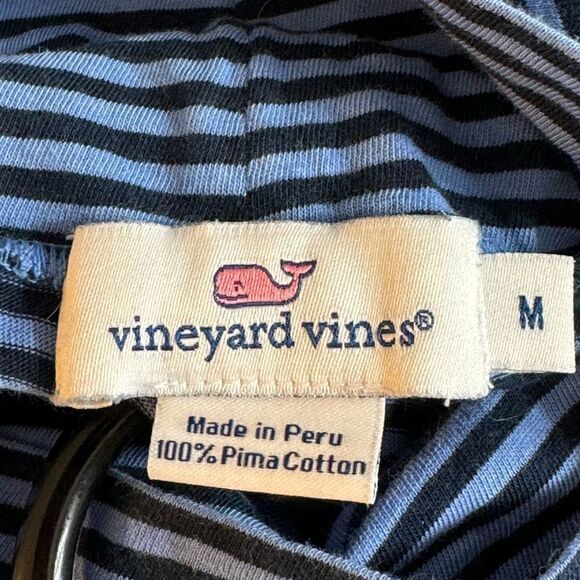 vineyard vines®
M
Made in Peru
100% Pima Cotton